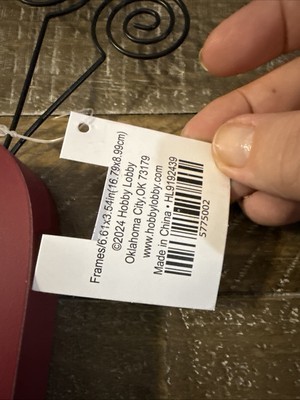 Frames/6.61x3.54in(16.79x8.99cm)
©2024 Hobby Lobby
Oklahoma City,OK 73179
www.hobbylobby.com
Made in China • HL9192439
5775002